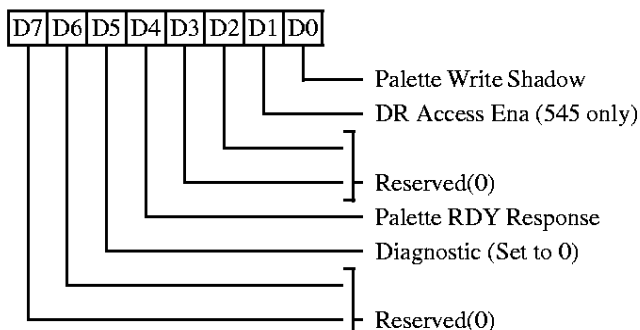 D7 D6 D5 D4 D3 D2 D1 D0
Palette Write Shadow
DR Access Ena (545 only)
Reserved(0)
Palette RDY Response
Diagnostic (Set to 0)
Reserved(0)